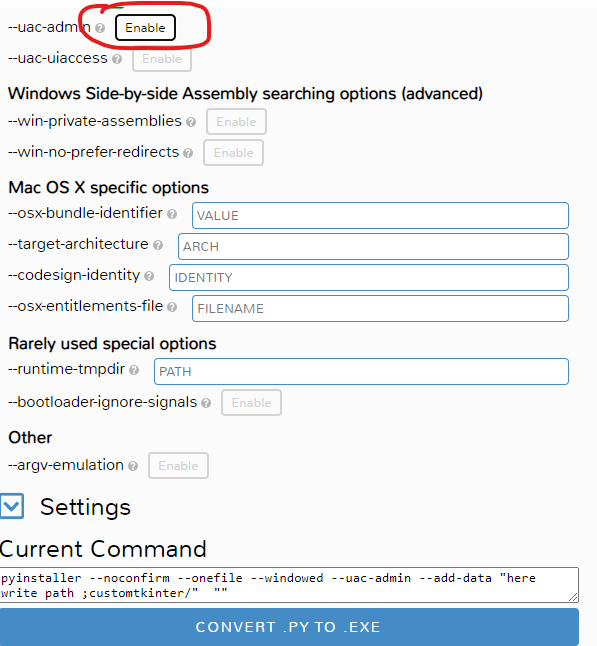 --uac-admin ? Enable
--uac-uiaccess ? Enable
Windows Side-by-side Assembly searching options (advanced)
--win-private-assemblies ? Enable
--win-no-prefer-redirects ? Enable
Mac OS X specific options
--osx-bundle-identifier ? VALUE
--target-architecture ? ARCH
--codesign-identity ? IDENTITY
--osx-entitlements-file ? FILENAME
Rarely used special options
--runtime-tmpdir ? PATH
--bootloader-ignore-signals ? Enable
Other
--argv-emulation ? Enable
Settings
Current Command
pyinstaller --noconfirm --onefile --windowed --uac-admin --add-data "here
write path ;customtkinter/"  ""
CONVERT .PY TO .EXE